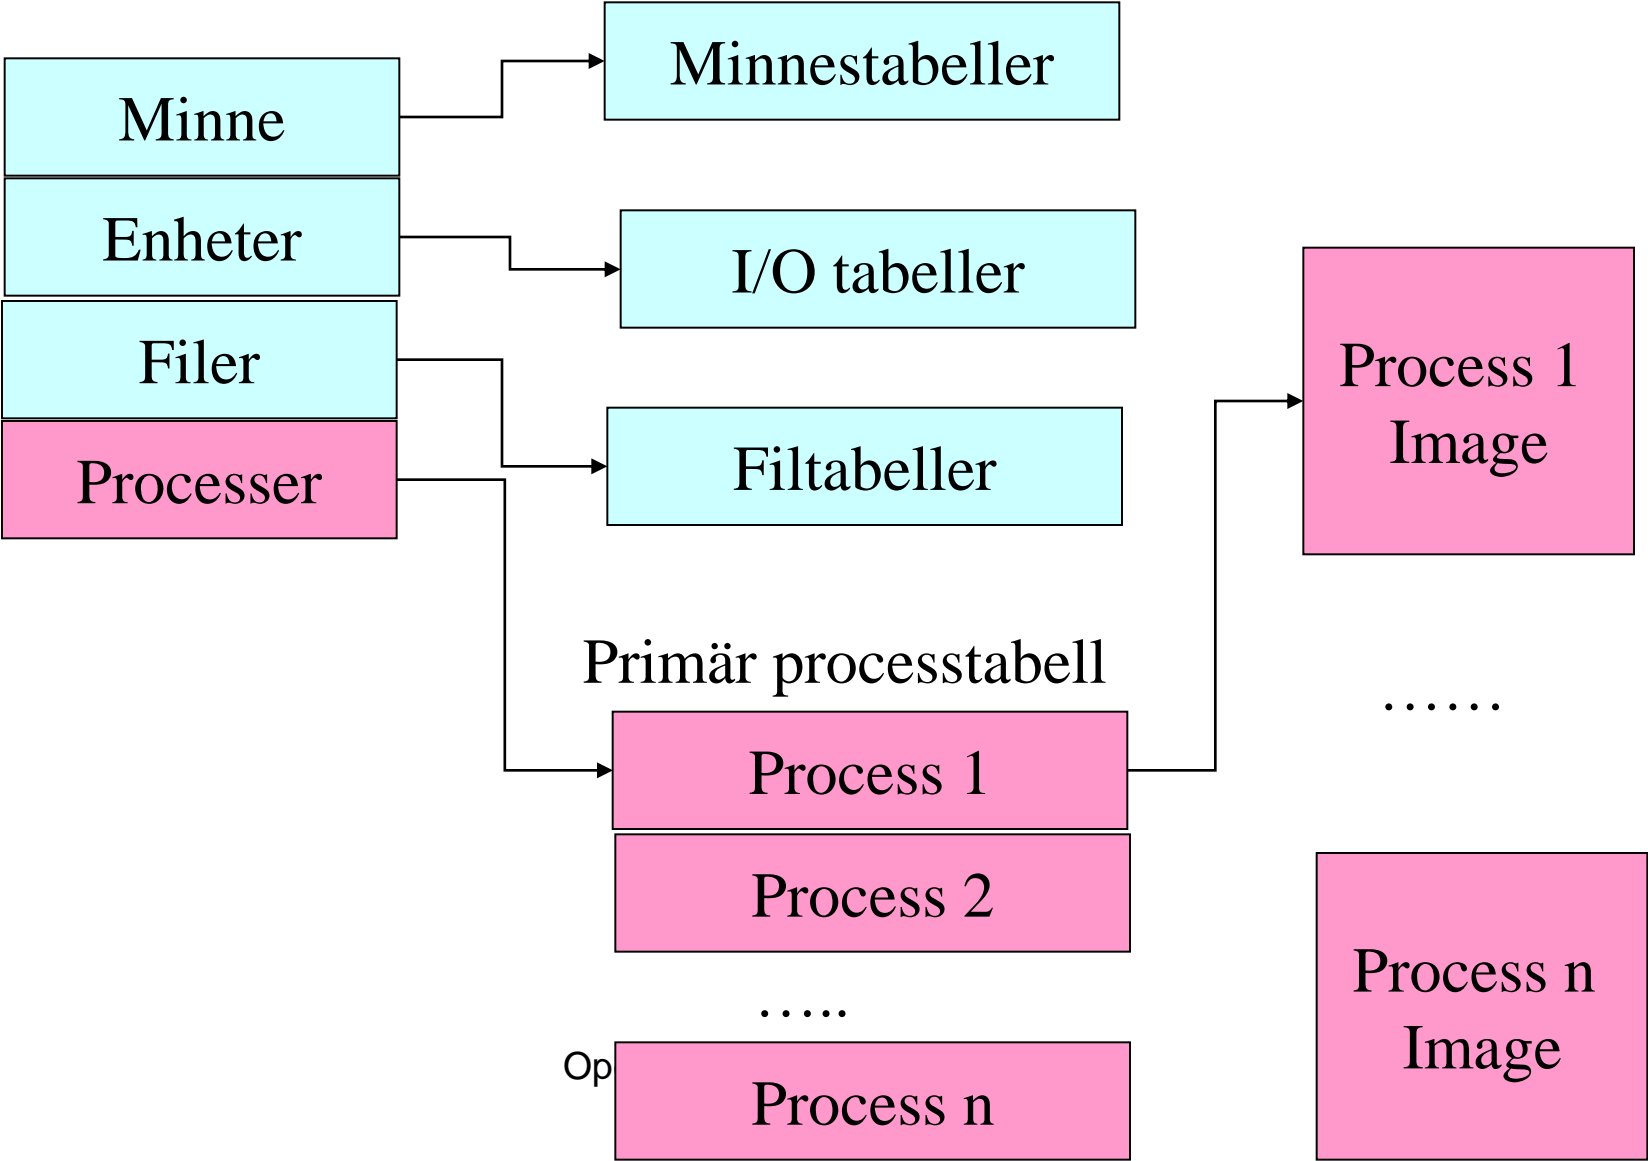 Minne
Enheter
Filer
Processer
Minnestabeller
I/O tabeller
Filtabeller
Primär processtabell
Process 1
Process 2
.....
Op
Process n
Process 1
Image
......
Process n
Image